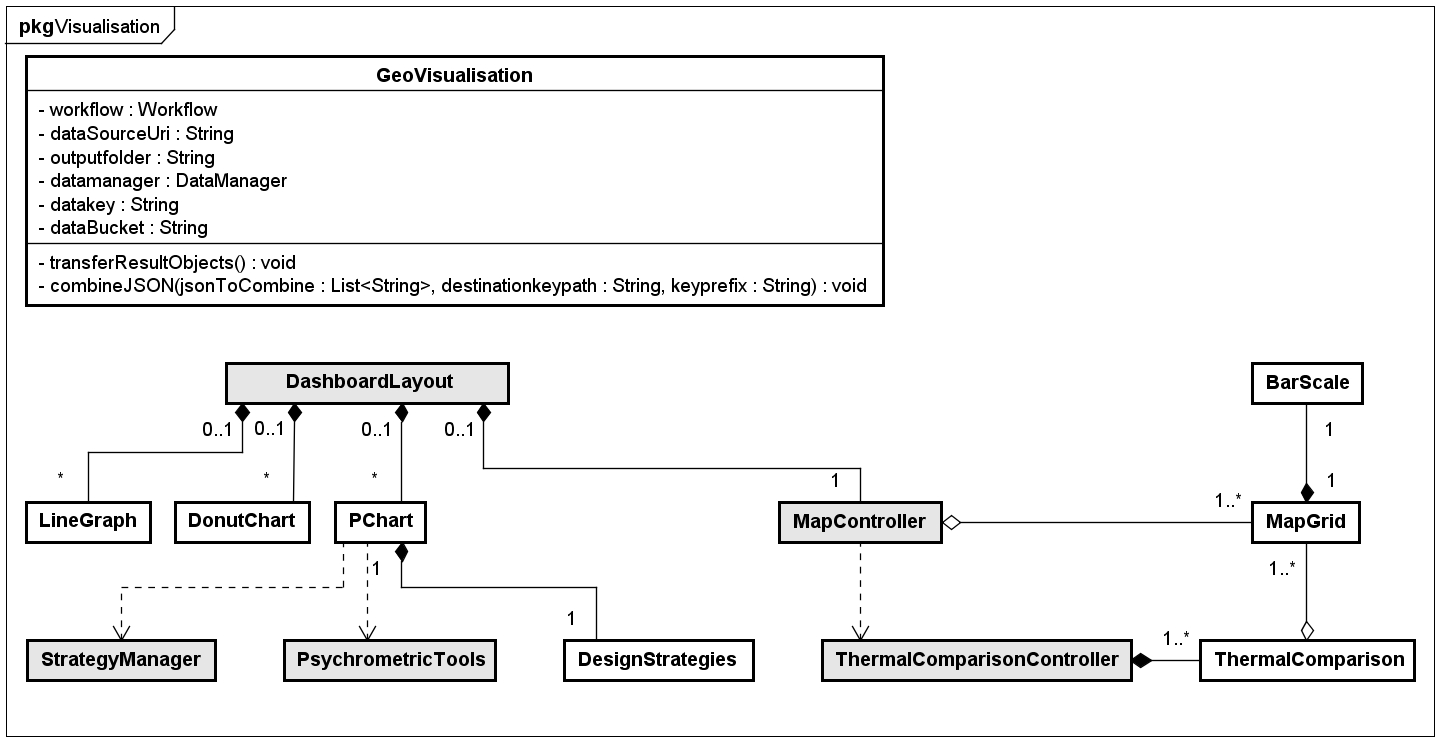 pkg Visualisation
GeoVisualisation
- workflow : Workflow
- dataSourceUri : String
- outputfolder : String
- datamanager : DataManager
- datakey : String
- dataBucket : String
- transferResultObjects() : void
- combineJSON(jsonToCombine : List<String>, destinationkeypath : String, keyprefix : String) : void
DashboardLayout
BarScale
0..1 0..1 0..1 0..1 1
* * * 1 1..* 1
LineGraph DonutChart PChart MapController MapGrid
1 1..*
1 1..*
StrategyManager PsychrometricTools DesignStrategies ThermalComparisonController ThermalComparison